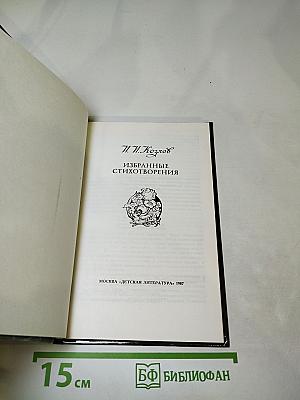 И. И. Козлов
ИЗБРАННЫЕ
СТИХОТВОРЕНИЯ
МОСКВА «ДЕТСКАЯ ЛИТЕРАТУРА» 1987
15 см
БФ БИБЛИОФАН